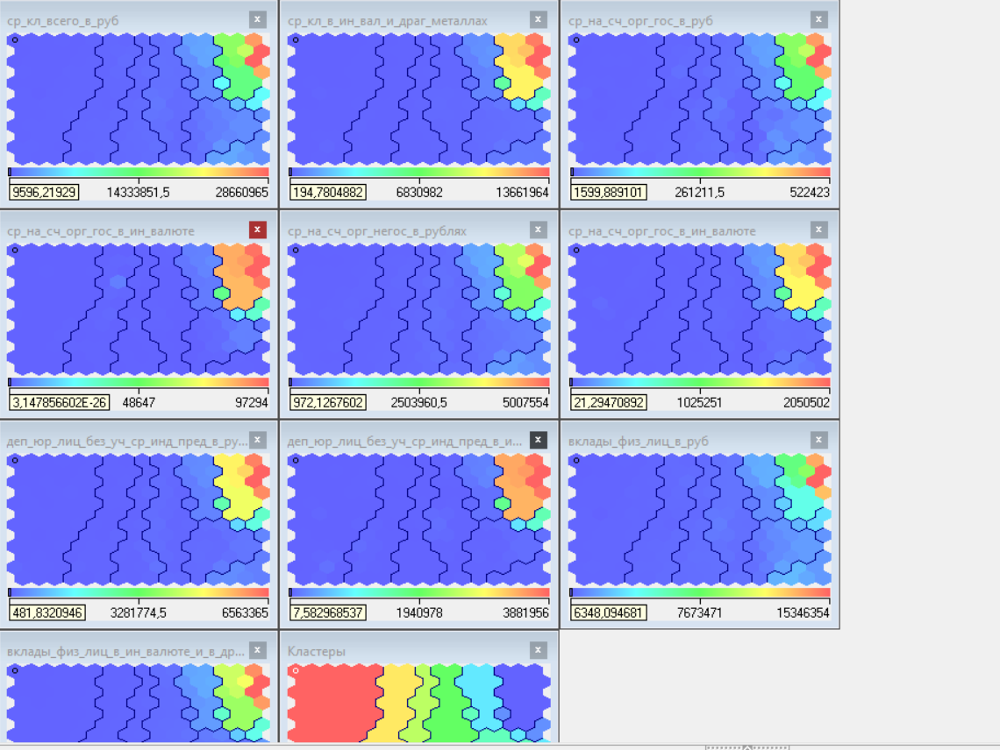 ср_кл_всего_в_руб
9596,21929 14333851,5 28660965
ср_кл_в_ин_вал_и_драг_металлах
194,7804882 6830982 13661964
ср_на_сч_орг_гос_в_руб
1599,889101 261211,5 522423
ср_на_сч_орг_гос_в_ин_валюте
3,147856602E-26 48647 97294
ср_на_сч_орг_негос_в_рублях
972,1267602 2503960,5 5007554
ср_на_сч_орг_гос_в_ин_валюте
21,29470892 1025251 2050502
деп_юр_лиц_без_уч_ср_инд_пред_в_ру...
481,8320946 3281774,5 6563365
деп_юр_лиц_без_уч_ср_инд_пред_в_и...
7,582968537 1940978 3881956
вклады_физ_лиц_в_руб
6348,094681 7673471 15346354
вклады_физ_лиц_в_ин_валюте_и_в_др...
Кластеры